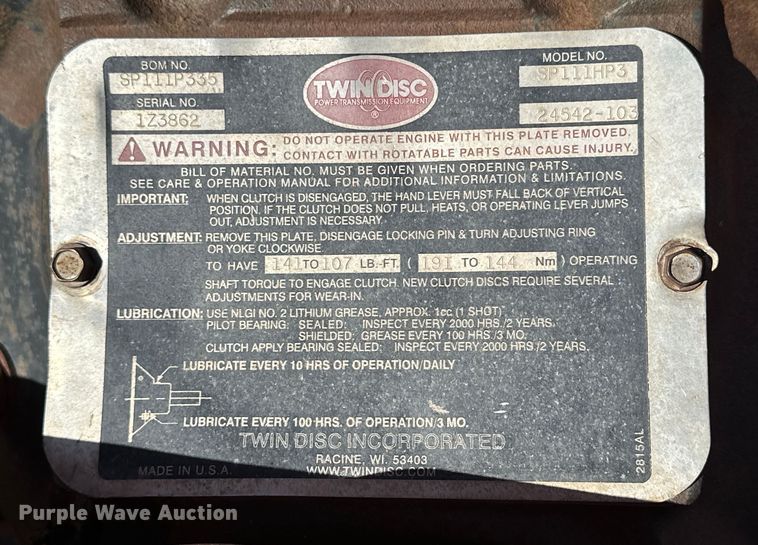 BOM NO.
SP111P335
SERIAL NO.
1Z3862
TWIN DISC
POWER TRANSMISSION EQUIPMENT
®
MODEL NO.
SP111HP3
24542-103
WARNING: DO NOT OPERATE ENGINE WITH THIS PLATE REMOVED.
CONTACT WITH ROTATABLE PARTS CAN CAUSE INJURY.
BILL OF MATERIAL NO. MUST BE GIVEN WHEN ORDERING PARTS.
SEE CARE & OPERATION MANUAL FOR ADDITIONAL INFORMATION & LIMITATIONS.
IMPORTANT: WHEN CLUTCH IS DISENGAGED, THE HAND LEVER MUST FALL BACK OF VERTICAL
POSITION. IF THE CLUTCH DOES NOT PULL, HEATS, OR OPERATING LEVER JUMPS
OUT, ADJUSTMENT IS NECESSARY
ADJUSTMENT: REMOVE THIS PLATE, DISENGAGE LOCKING PIN & TURN ADJUSTING RING
OR YOKE CLOCKWISE.
TO HAVE 141 TO 107 LB.-FT. ( 191 TO 144 Nm) OPERATING
SHAFT TORQUE TO ENGAGE CLUTCH. NEW CLUTCH DISCS REQUIRE SEVERAL
ADJUSTMENTS FOR WEAR-IN.
LUBRICATION: USE NLGI NO. 2 LITHIUM GREASE, APPROX. 1cc (1 SHOT)
PILOT BEARING: SEALED: INSPECT EVERY 2000 HRS./2 YEARS.
SHIELDED: GREASE EVERY 100 HRS./3 MO.
CLUTCH APPLY BEARING SEALED: INSPECT EVERY 2000 HRS./2 YEARS.
LUBRICATE EVERY 10 HRS OF OPERATION/DAILY
LUBRICATE EVERY 100 HRS. OF OPERATION/3 MO.
TWIN DISC INCORPORATED
RACINE, WI. 53403
MADE IN U.S.A. WWW.TWINDISC.COM
2815AL
Purple Wave Auction